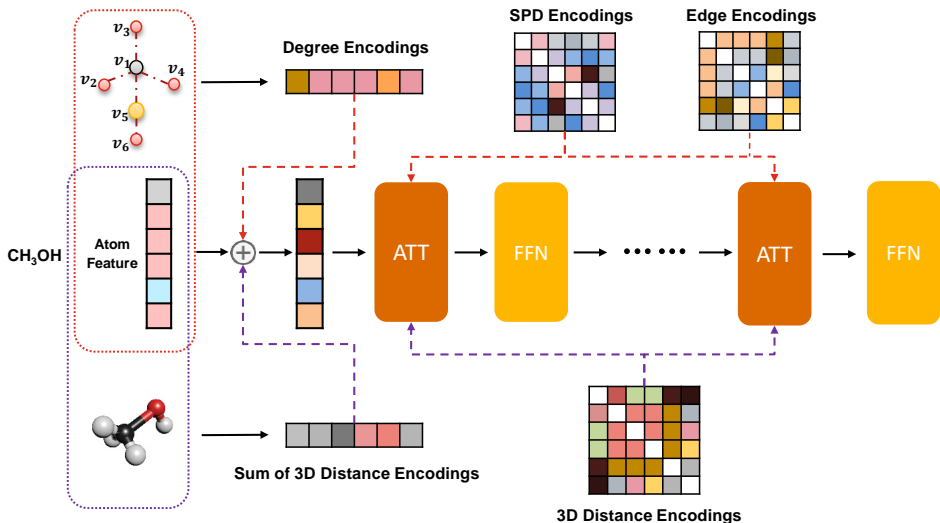 SPD Encodings
Edge Encodings
v₃
Degree Encodings
v₁
v₂
v₄
v₅
v₆
CH₃OH
Atom
Feature
+
ATT
FFN
......
ATT
FFN
Sum of 3D Distance Encodings
3D Distance Encodings